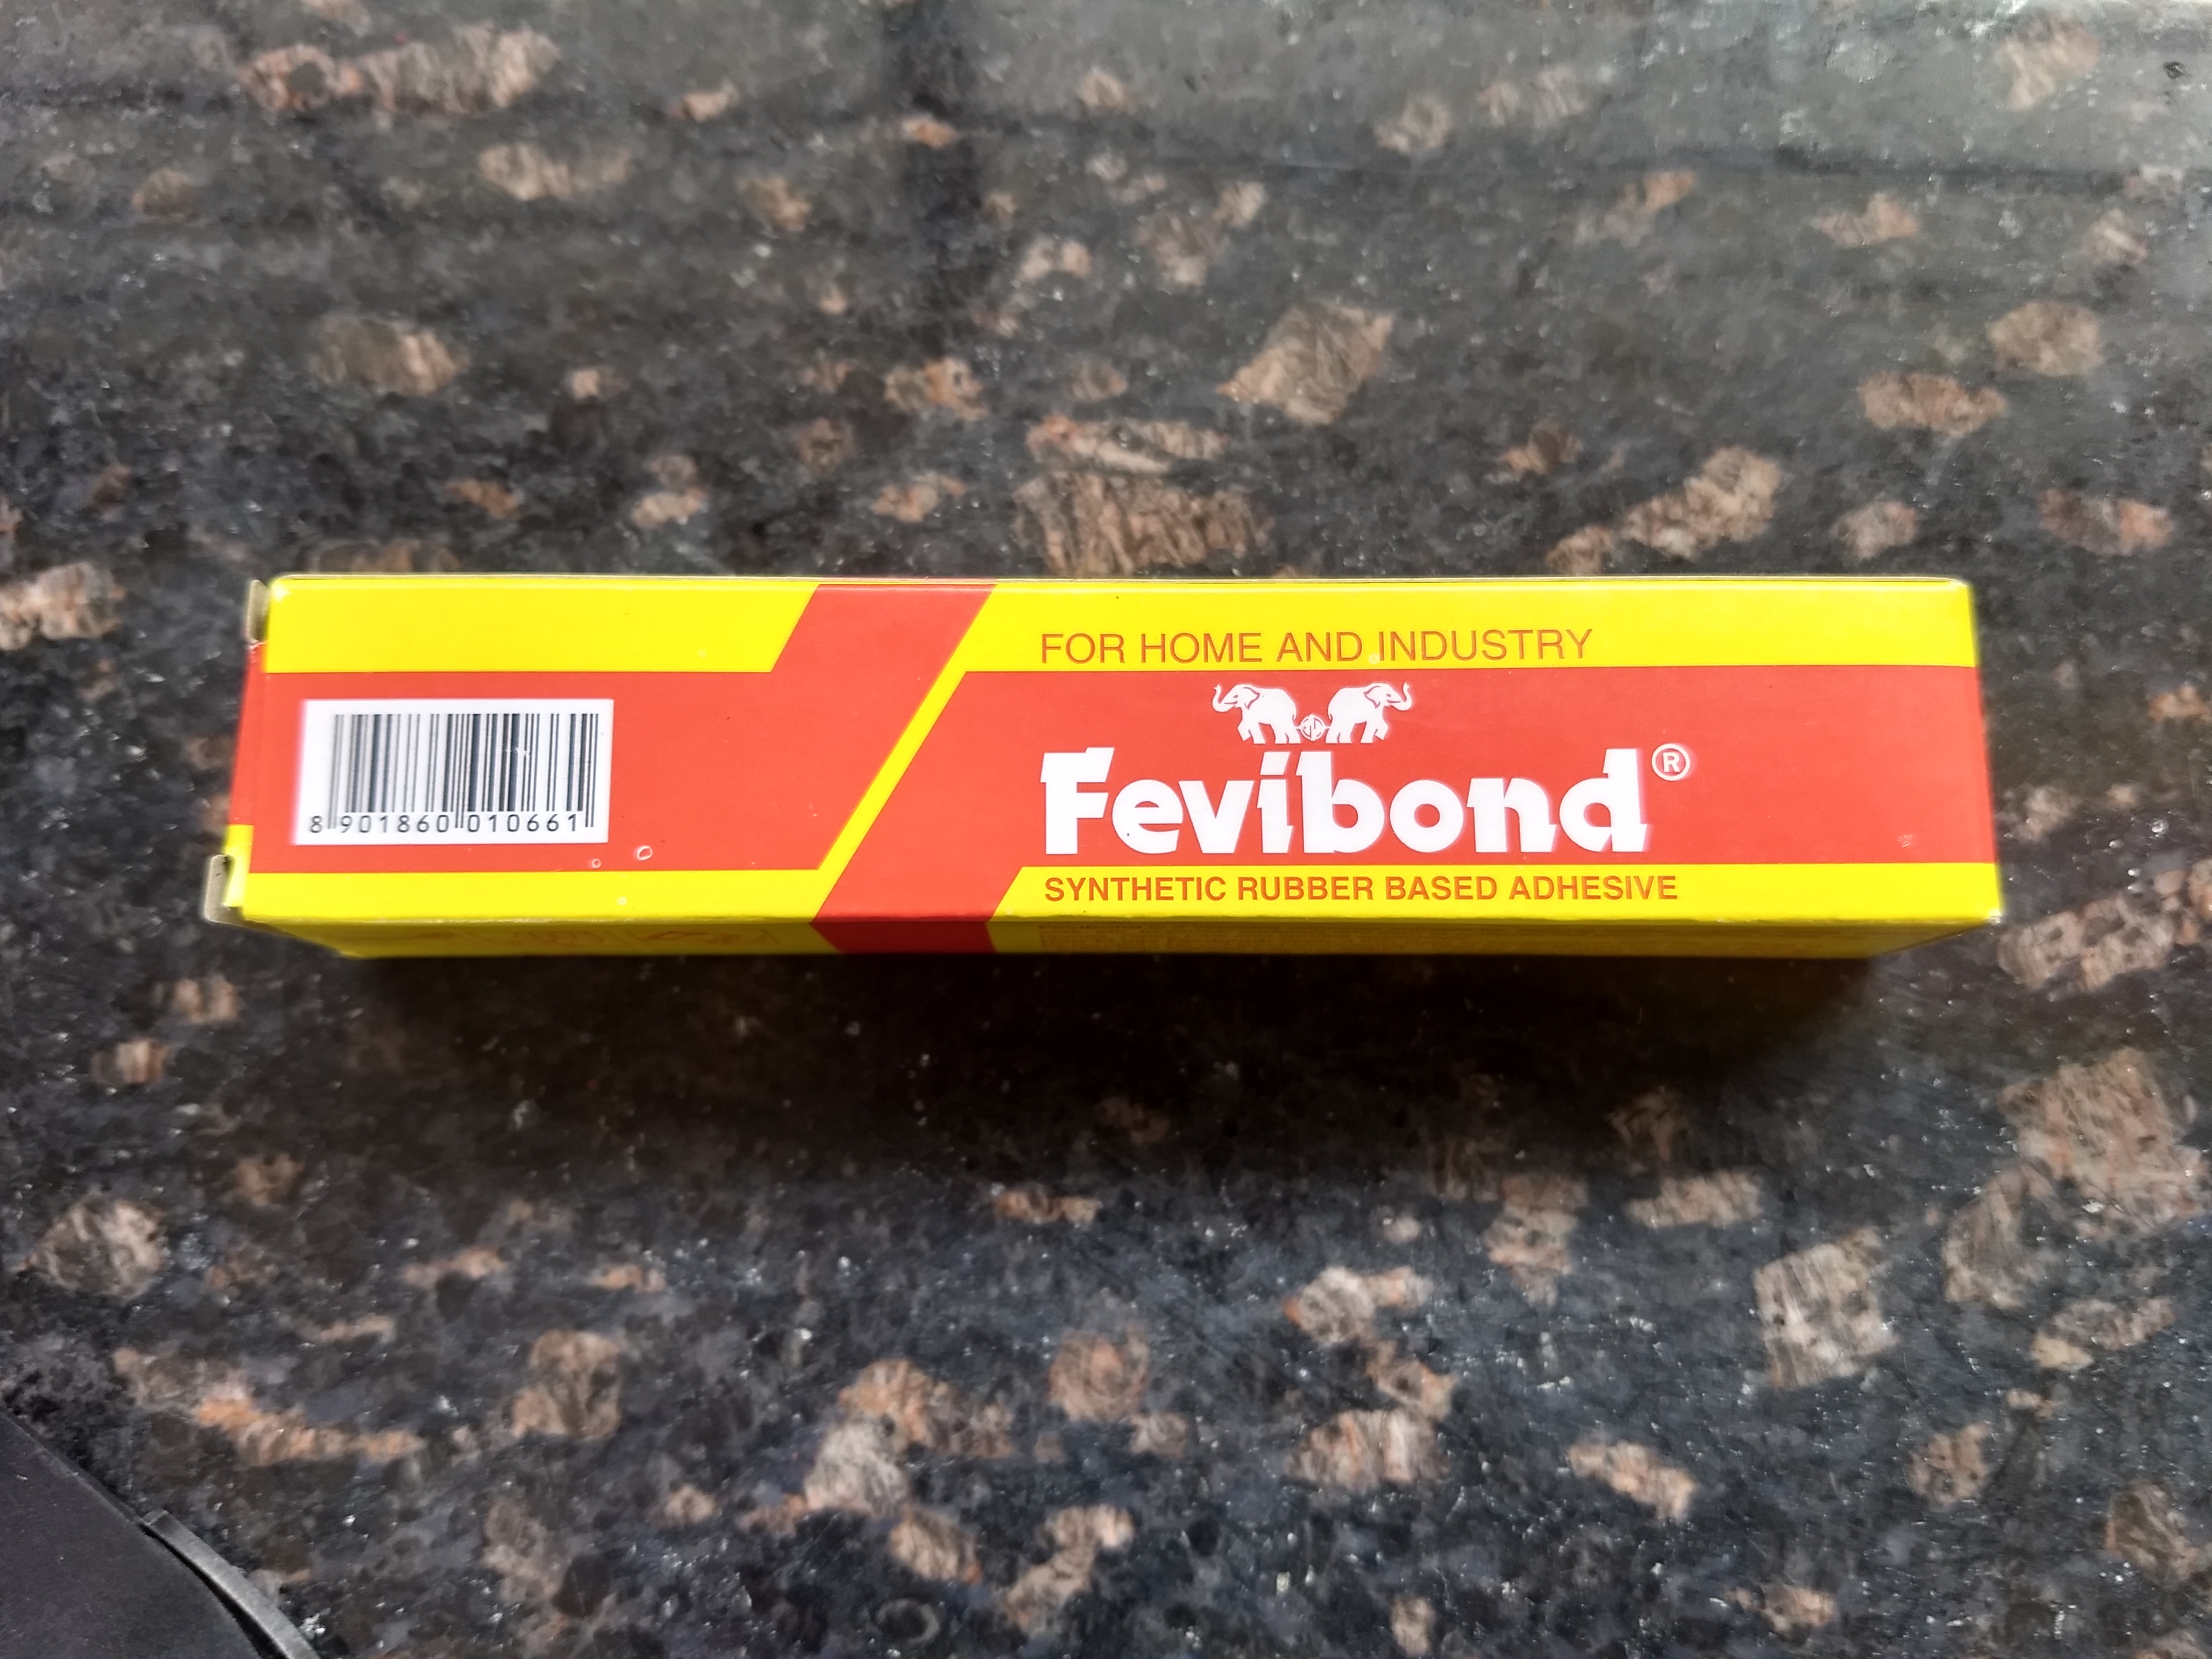 FOR HOME AND INDUSTRY
Fevibond®
SYNTHETIC RUBBER BASED ADHESIVE
8 901860 010661